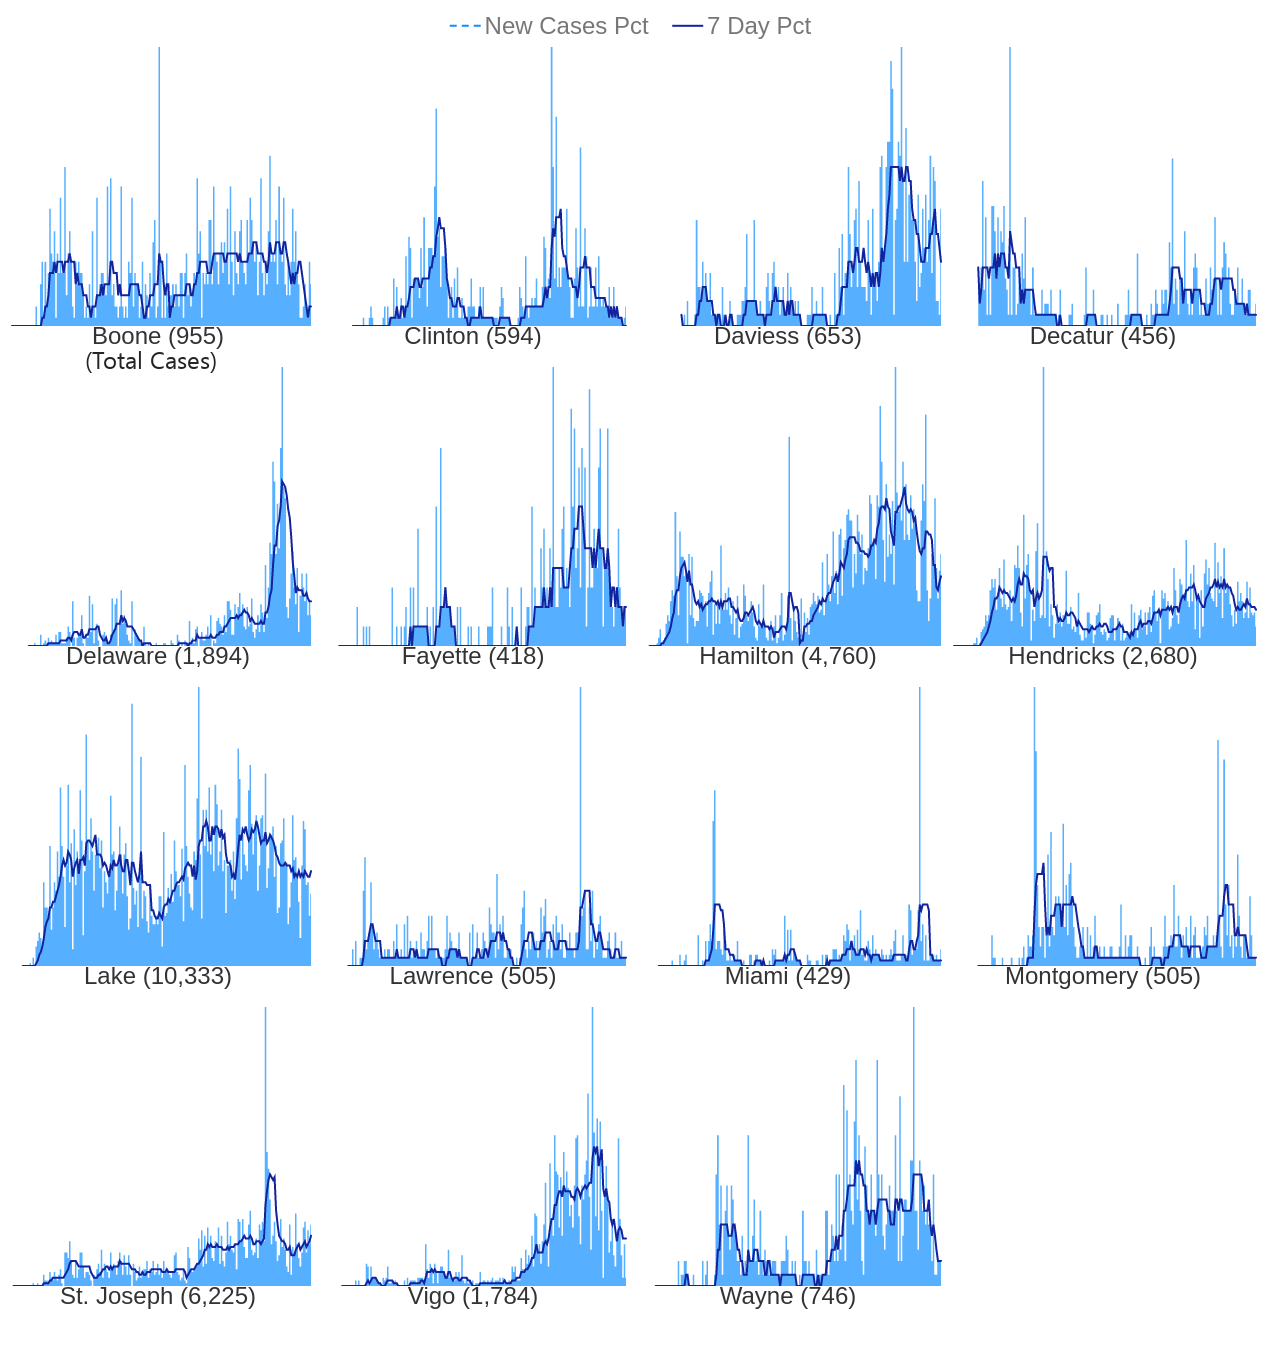 New Cases Pct 7 Day Pct
Boone (955) Clinton (594) Daviess (653) Decatur (456)
(Total Cases)
Delaware (1,894) Fayette (418) Hamilton (4,760) Hendricks (2,680)
Lake (10,333) Lawrence (505) Miami (429) Montgomery (505)
St. Joseph (6,225) Vigo (1,784) Wayne (746)